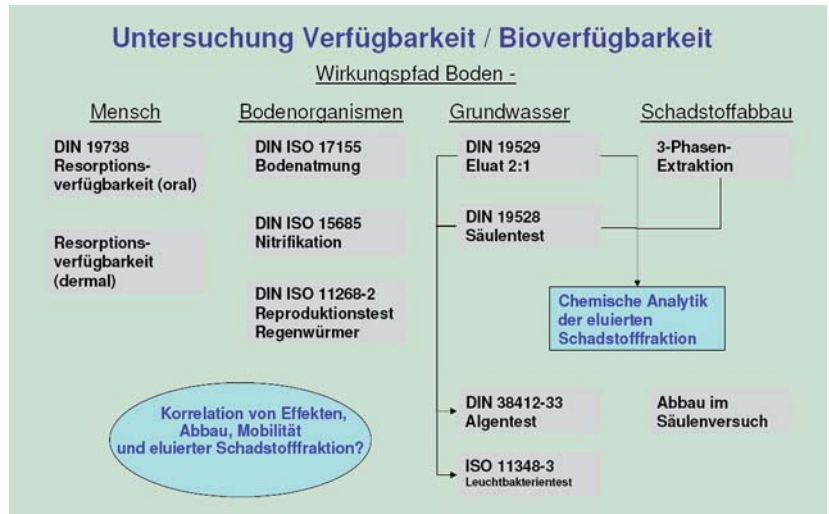 Untersuchung Verfügbarkeit / Bioverfügbarkeit
Wirkungspfad Boden -
Mensch
DIN 19738
Resorptions-
verfügbarkeit (oral)
Resorptions-
verfügbarkeit
(dermal)
Bodenorganismen
DIN ISO 17155
Bodenatmung
DIN ISO 15685
Nitrifikation
DIN ISO 11268-2
Reproduktionstest
Regenwürmer
Grundwasser
DIN 19529
Eluat 2:1
DIN 19528
Säulentest
DIN 38412-33
Algentest
ISO 11348-3
Leuchtbakterientest
Schadstoffabbau
3-Phasen-
Extraktion
Chemische Analytik
der eluierten
Schadstofffraktion
Abbau im
Säulenversuch
Korrelation von Effekten,
Abbau, Mobilität
und eluierter Schadstofffraktion?